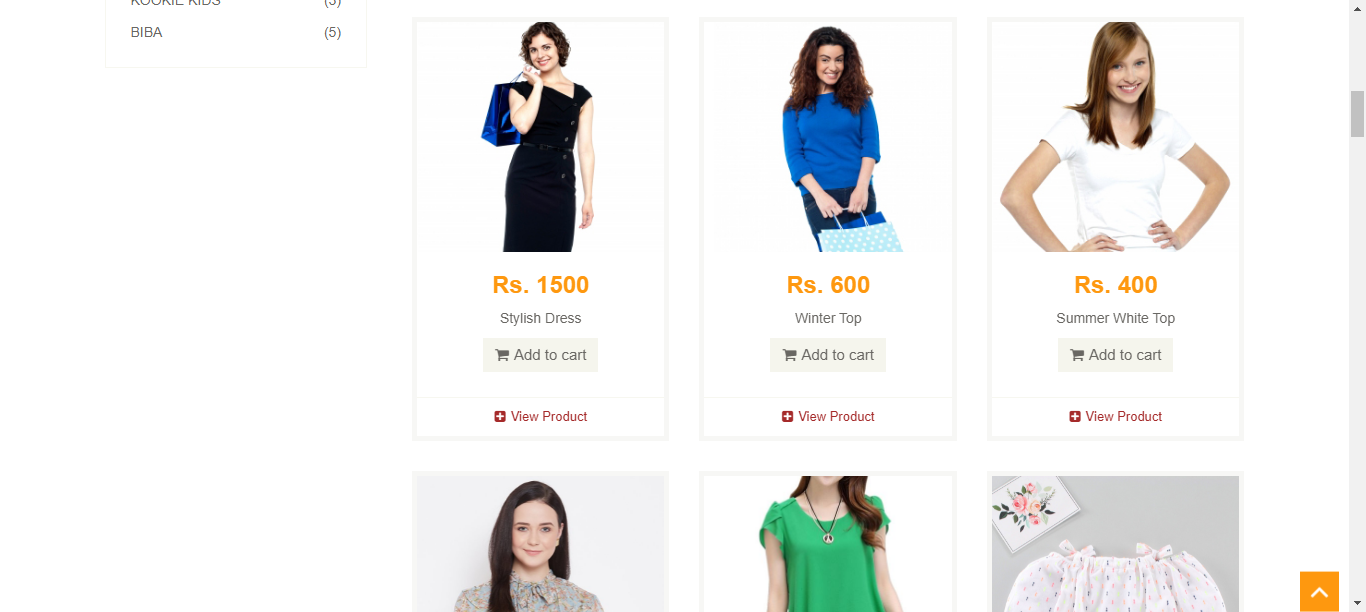 KOOKIE KIDS (5)
BIBA (5)
Rs. 1500
Stylish Dress
Add to cart
View Product
Rs. 600
Winter Top
Add to cart
View Product
Rs. 400
Summer White Top
Add to cart
View Product